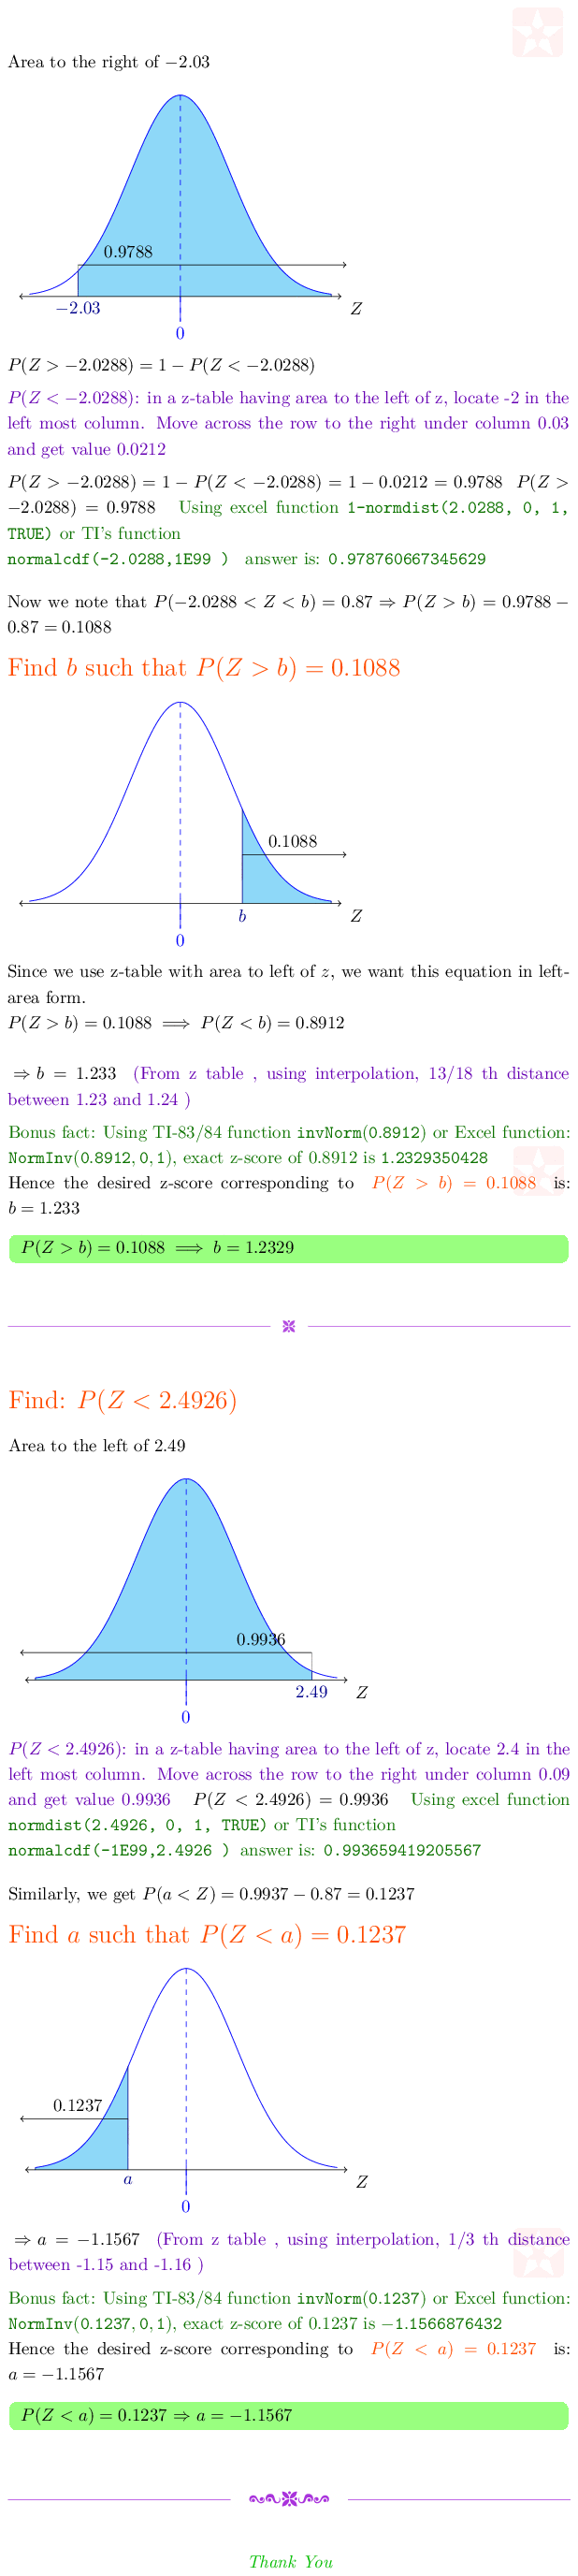 Area to the right of −2.03
0.9788
−2.03
Z
0
P(Z > −2.0288) = 1 − P(Z < −2.0288)
P(Z < −2.0288): in a z-table having area to the left of z, locate -2 in the
left most column. Move across the row to the right under column 0.03
and get value 0.0212
P(Z > −2.0288) = 1 − P(Z < −2.0288) = 1 − 0.0212 = 0.9788 P(Z >
−2.0288) = 0.9788 Using excel function 1-normdist(2.0288, 0, 1,
TRUE) or TI's function
normalcdf(-2.0288,1E99 ) answer is: 0.978760667345629
Now we note that P(−2.0288 < Z < b) = 0.87 ⇒ P(Z > b) = 0.9788 −
0.87 = 0.1088
Find b such that P(Z > b) = 0.1088
0.1088
b
Z
0
Since we use z-table with area to left of z, we want this equation in left-
area form.
P(Z > b) = 0.1088 ⟹ P(Z < b) = 0.8912
⇒ b = 1.233 (From z table , using interpolation, 13/18 th distance
between 1.23 and 1.24 )
Bonus fact: Using TI-83/84 function invNorm(0.8912) or Excel function:
NormInv(0.8912, 0, 1), exact z-score of 0.8912 is 1.2329350428
Hence the desired z-score corresponding to P(Z > b) = 0.1088 is:
b = 1.233
P(Z > b) = 0.1088 ⟹ b = 1.2329
Find: P(Z < 2.4926)
Area to the left of 2.49
0.9936
2.49
Z
0
P(Z < 2.4926): in a z-table having area to the left of z, locate 2.4 in the
left most column. Move across the row to the right under column 0.09
and get value 0.9936 P(Z < 2.4926) = 0.9936 Using excel function
normdist(2.4926, 0, 1, TRUE) or TI's function
normalcdf(-1E99,2.4926 ) answer is: 0.993659419205567
Similarly, we get P(a < Z) = 0.9937 − 0.87 = 0.1237
Find a such that P(Z < a) = 0.1237
0.1237
a
Z
0
⇒ a = −1.1567 (From z table , using interpolation, 1/3 th distance
between -1.15 and -1.16 )
Bonus fact: Using TI-83/84 function invNorm(0.1237) or Excel function:
NormInv(0.1237, 0, 1), exact z-score of 0.1237 is −1.1566876432
Hence the desired z-score corresponding to P(Z < a) = 0.1237 is:
a = −1.1567
P(Z < a) = 0.1237 ⇒ a = −1.1567
Thank You